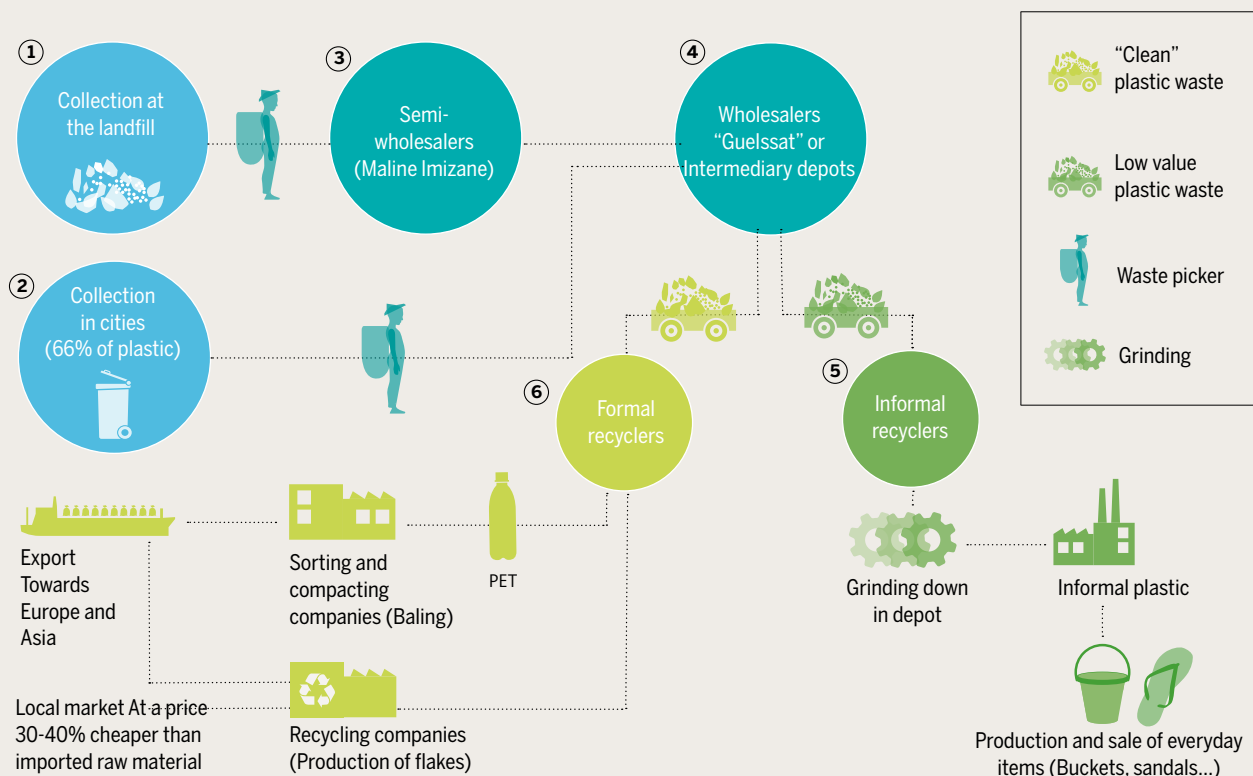 1
Collection at
the landfill
3
Semi-
wholesalers
(Maline Imizane)
4
Wholesalers
“Guelssat” or
Intermediary depots
“Clean”
plastic waste
Low value
plastic waste
Waste picker
Grinding
2
Collection
in cities
(66% of plastic)
6
Formal
recyclers
5
Informal
recyclers
Export
Towards
Europe and
Asia
Sorting and
compacting
companies (Baling)
PET
Grinding down
in depot
Informal plastic
Local market At a price
30-40% cheaper than
imported raw material
Recycling companies
(Production of flakes)
Production and sale of everyday
items (Buckets, sandals...)